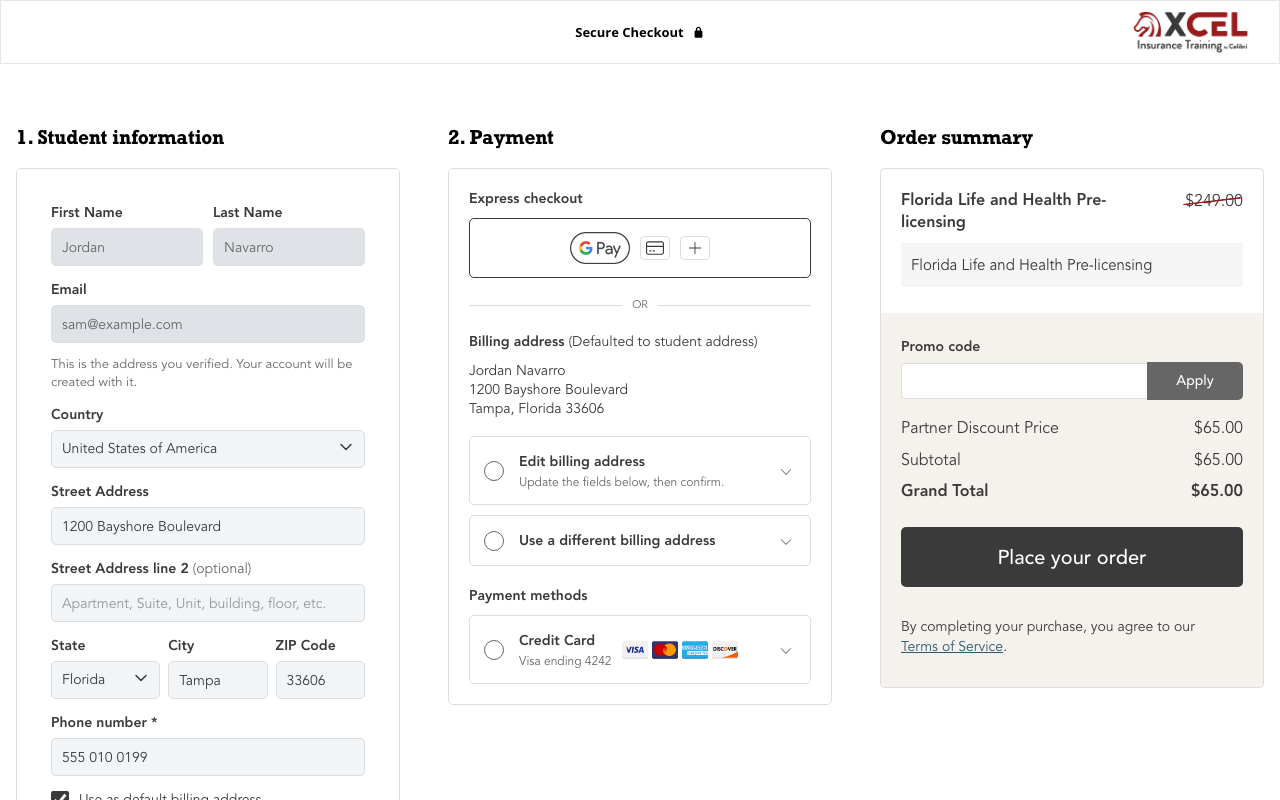 Secure Checkout
XCEL
Insurance Training by Colibri
1. Student information
First Name
Last Name
Jordan
Navarro
Email
sam@example.com
This is the address you verified. Your account will be
created with it.
Country
United States of America
Street Address
1200 Bayshore Boulevard
Street Address line 2 (optional)
Apartment, Suite, Unit, building, floor, etc.
State
City
ZIP Code
Florida
Tampa
33606
Phone number *
555 010 0199
Use as default billing address
2. Payment
Express checkout
G Pay
OR
Billing address (Defaulted to student address)
Jordan Navarro
1200 Bayshore Boulevard
Tampa, Florida 33606
Edit billing address
Update the fields below, then confirm.
Use a different billing address
Payment methods
Credit Card
Visa ending 4242
VISA
DISCOVER
Order summary
Florida Life and Health Pre-
licensing
$249.00
Florida Life and Health Pre-licensing
Promo code
Apply
Partner Discount Price
$65.00
Subtotal
$65.00
Grand Total
$65.00
Place your order
By completing your purchase, you agree to our
Terms of Service.